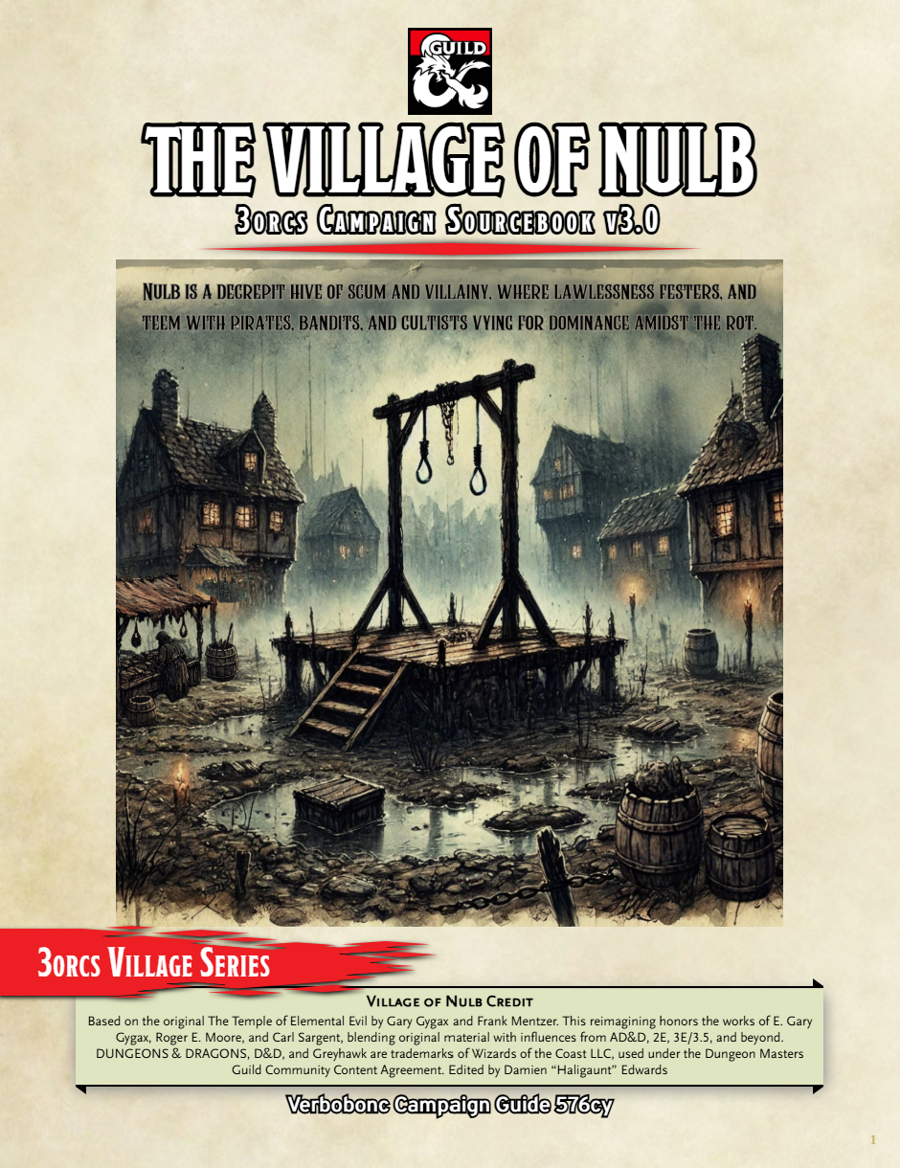 GUILD
THE VILLAGE OF NULB
3ORCS CAMPAIGN SOURCEBOOK V3.0
NULB IS A DECREPIT HIVE OF SCUM AND VILLAINY, WHERE LAWLESSNESS FESTERS, AND
TEEM WITH PIRATES, BANDITS, AND CULTISTS VYING FOR DOMINANCE AMIDST THE ROT.
3ORCS VILLAGE SERIES
VILLAGE OF NULB CREDIT
Based on the original The Temple of Elemental Evil by Gary Gygax and Frank Mentzer. This reimagining honors the works of E. Gary
Gygax, Roger E. Moore, and Carl Sargent, blending original material with influences from AD&D, 2E, 3E/3.5, and beyond.
DUNGEONS & DRAGONS, D&D, and Greyhawk are trademarks of Wizards of the Coast LLC, used under the Dungeon Masters
Guild Community Content Agreement. Edited by Damien “Haligaunt” Edwards
Verbobonc Campaign Guide 576cy
1